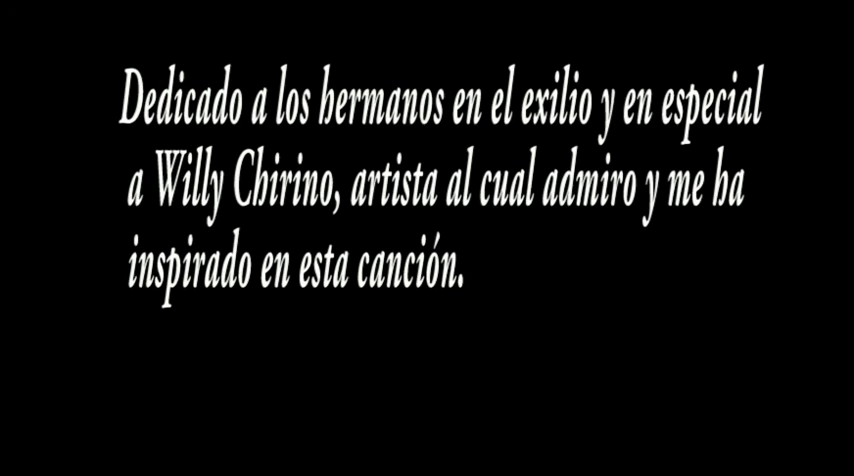 Dedicado a los hermanos en el exilio y en especial
a Willy Chirino, artista al cual admiro y me ha
inspirado en esta canción.